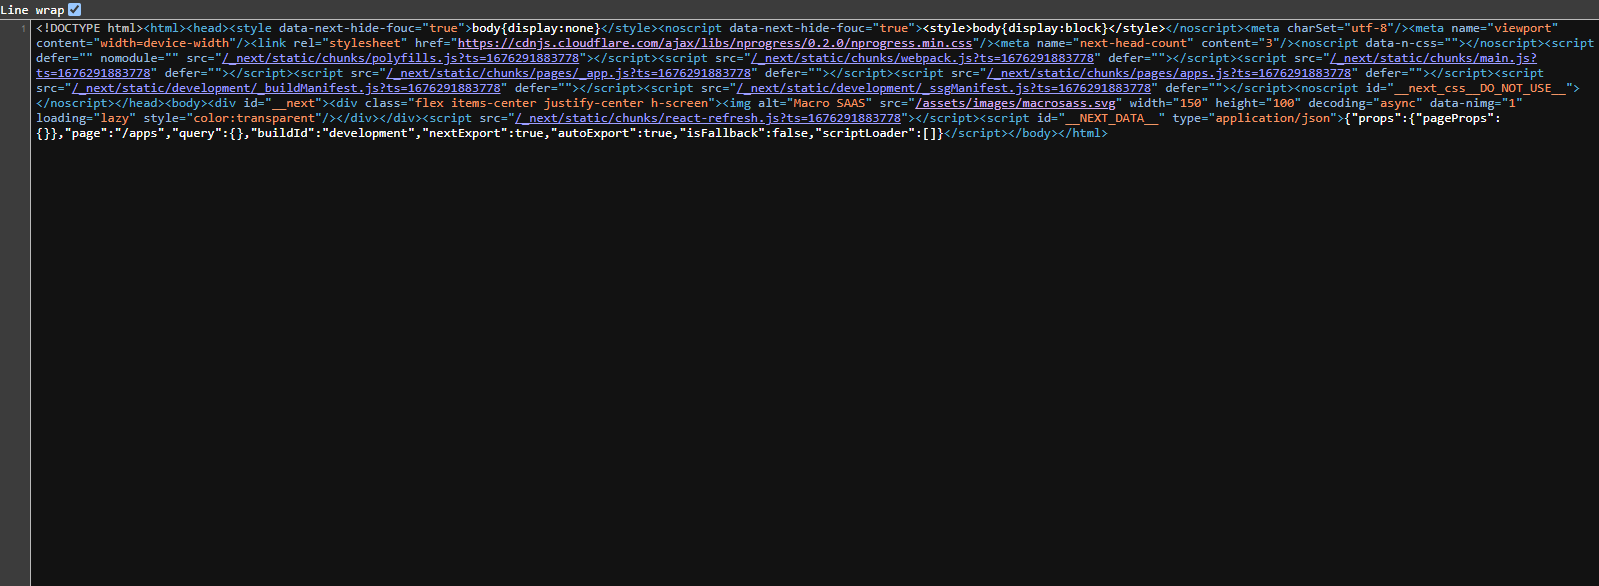 Line wrap
1
<!DOCTYPE html><html><head><style data-next-hide-fouc="true">body{display:none}</style><noscript data-next-hide-fouc="true"><style>body{display:block}</style></noscript><meta charSet="utf-8"/><meta name="viewport"
content="width=device-width"/><link rel="stylesheet" href="https://cdnjs.cloudflare.com/ajax/libs/nprogress/0.2.0/nprogress.min.css"/><meta name="next-head-count" content="3"/><noscript data-n-css=""></noscript><script
defer="" nomodule="" src="/_next/static/chunks/polyfills.js?ts=1676291883778"></script><script src="/_next/static/chunks/webpack.js?ts=1676291883778" defer=""></script><script src="/_next/static/chunks/main.js?
ts=1676291883778" defer=""></script><script src="/_next/static/chunks/pages/_app.js?ts=1676291883778" defer=""></script><script src="/_next/static/chunks/pages/apps.js?ts=1676291883778" defer=""></script><script
src="/_next/static/development/_buildManifest.js?ts=1676291883778" defer=""></script><script src="/_next/static/development/_ssgManifest.js?ts=1676291883778" defer=""></script><noscript id="__next_css__DO_NOT_USE__">
</noscript></head><body><div id="__next"><div class="flex items-center justify-center h-screen"><img alt="Macro SAAS" src="/assets/images/macrosass.svg" width="150" height="100" decoding="async" data-nimg="1"
loading="lazy" style="color:transparent"/></div></div><script src="/_next/static/chunks/react-refresh.js?ts=1676291883778"></script><script id="__NEXT_DATA__" type="application/json">{"props":{"pageProps":
{}},"page":"/apps","query":{},"buildId":"development","nextExport":true,"autoExport":true,"isFallback":false,"scriptLoader":[]}</script></body></html>